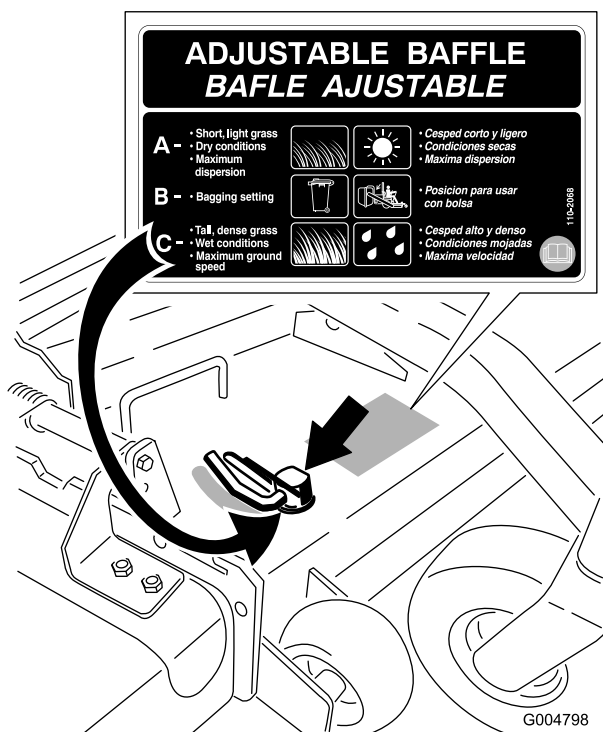 ADJUSTABLE BAFFLE
BAFLE AJUSTABLE
A - • Short, light grass
• Dry conditions
• Maximum
dispersion
• Cesped corto y ligero
• Condiciones secas
• Maxima dispersion
B - • Bagging setting
• Posicion para usar
con bolsa
C - • Tall, dense grass
• Wet conditions
• Maximum ground
speed
• Cesped alto y denso
• Condiciones mojadas
• Maxima velocidad
110-2068
G004798